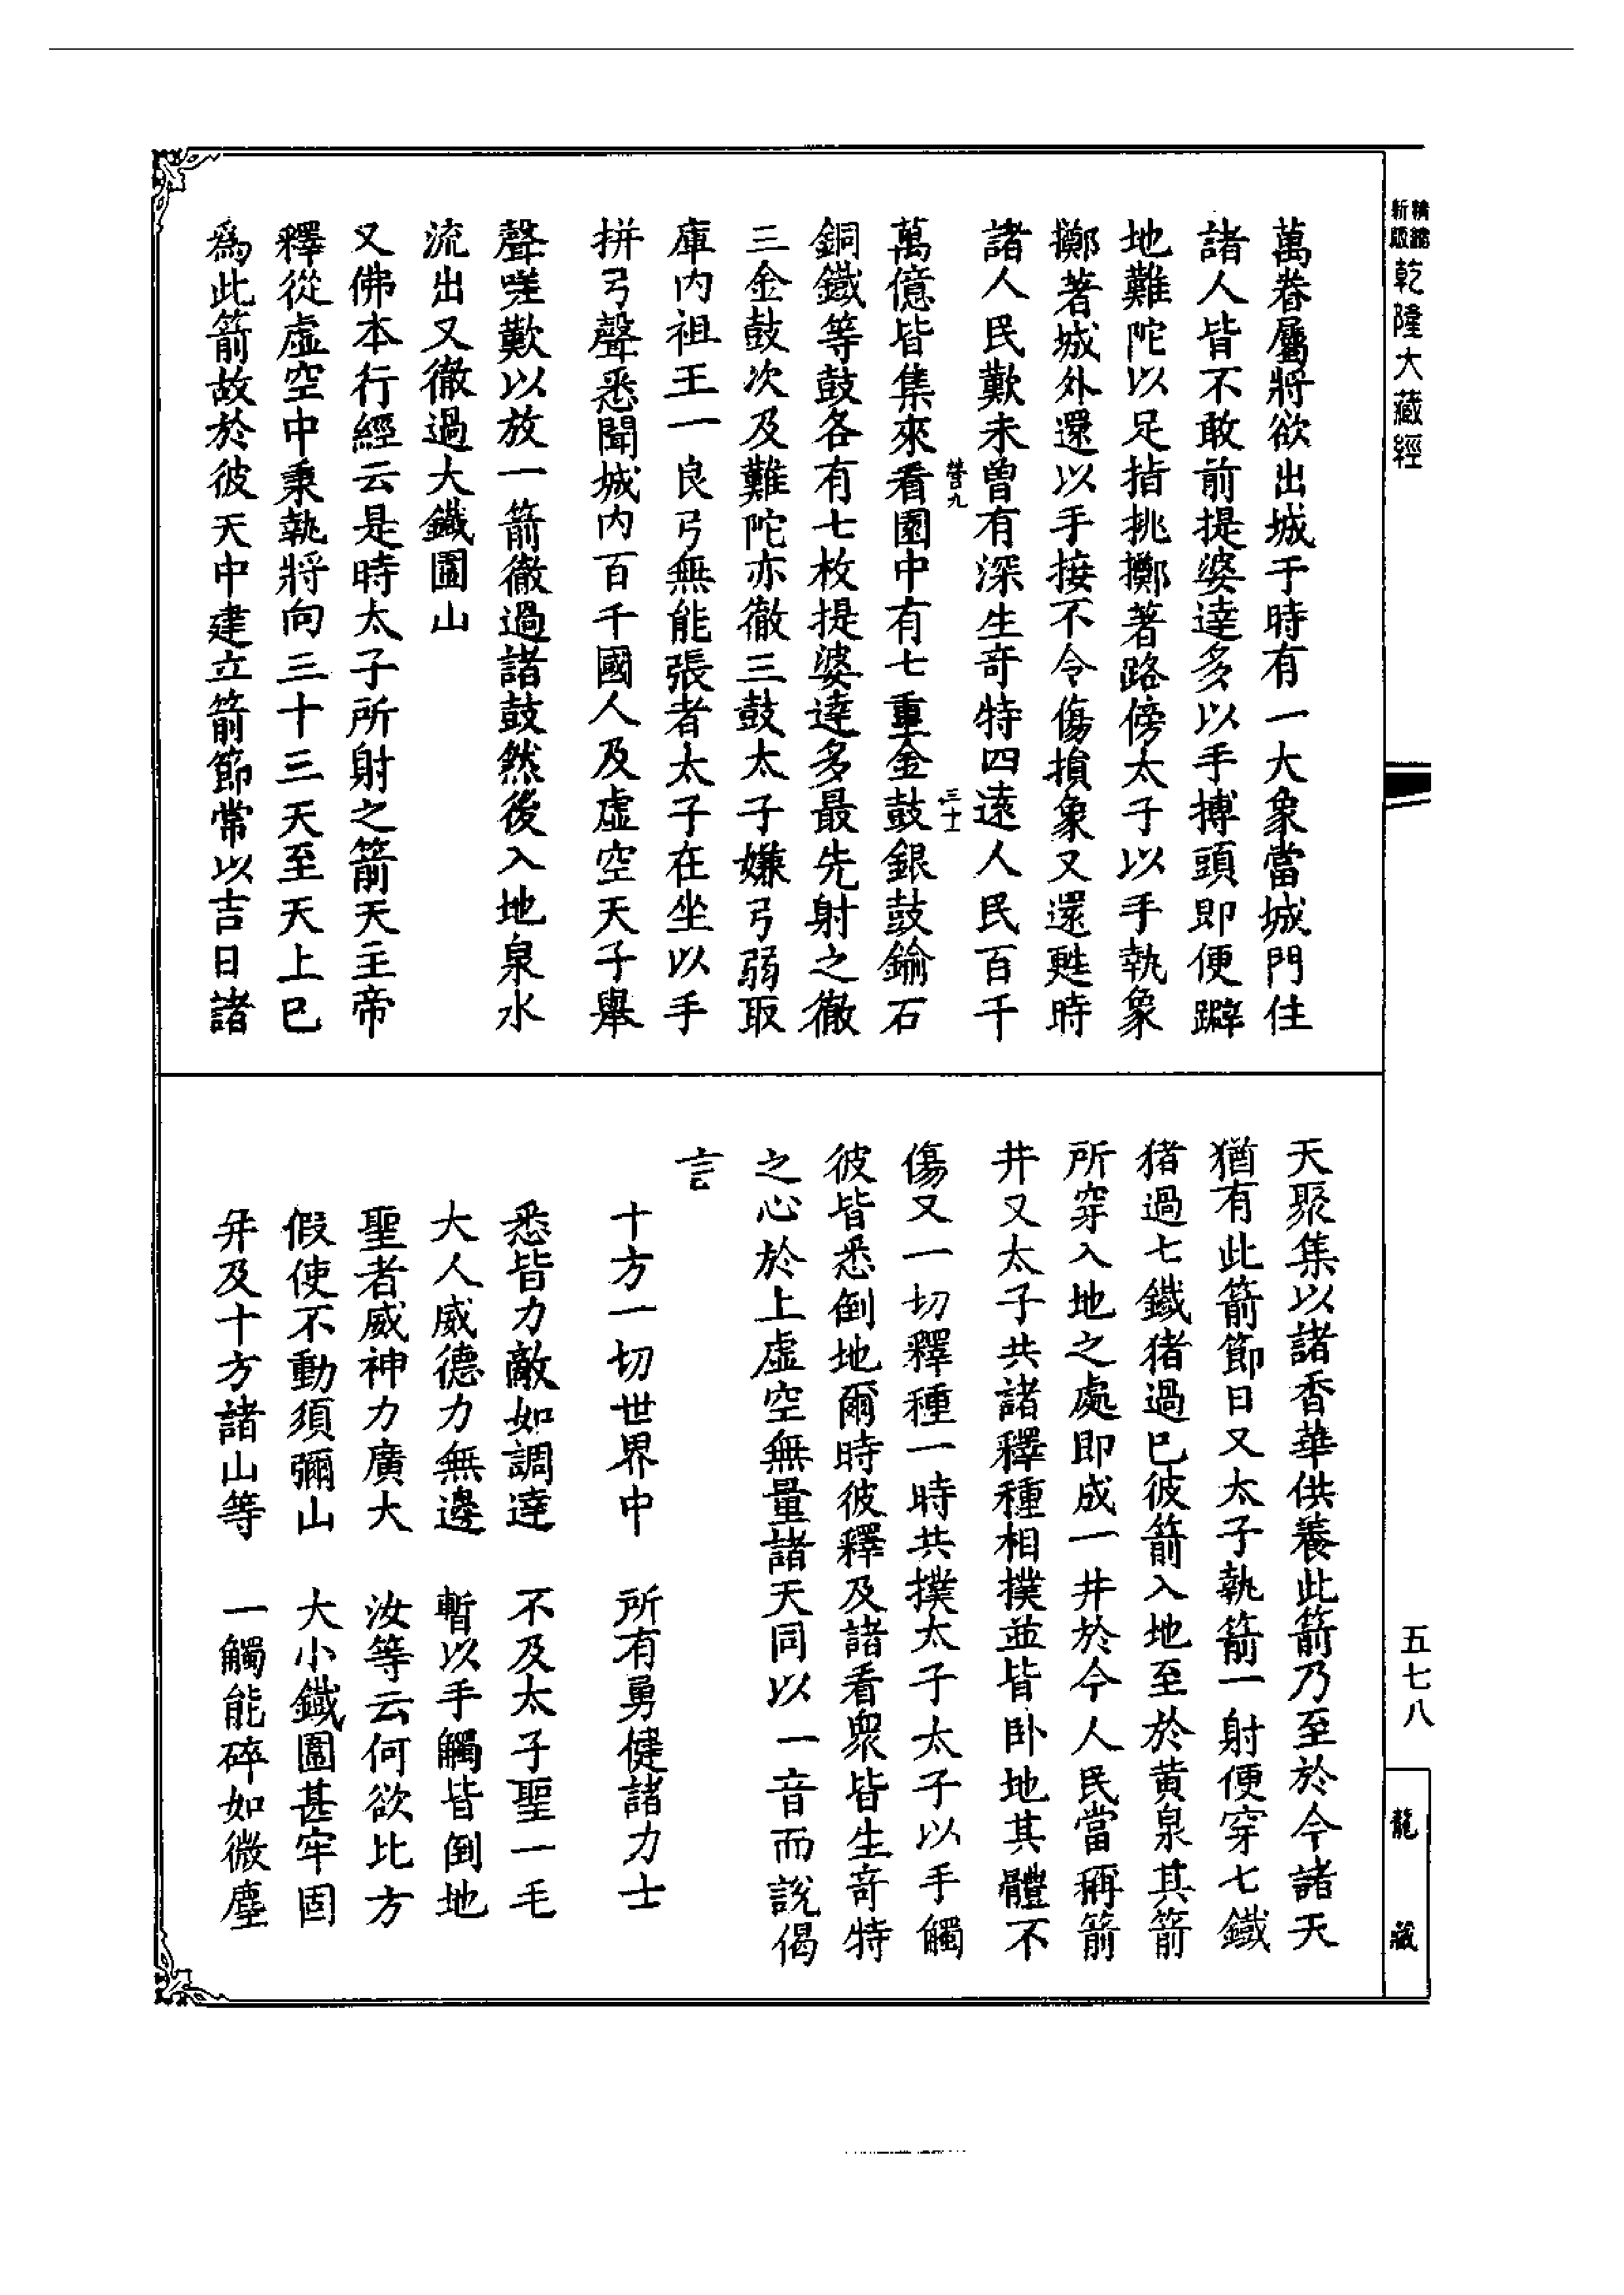 精縮新版
乾隆大藏經
五七八
龍藏
萬眷屬將欲出城于時有一大象當城門住
諸人皆不敢前提婆達多以手搏頭即便躃
地難陀以足指挑擲著路傍太子以手執象
擲著城外還以手接不令傷損象又還甦時
諸人民歎未曾有深生奇特四遠人民百千
三十
萬億皆集來看園中有七重金鼓銀鼓鍮石
銅鐵等鼓各有七枚提婆達多最先射之徹
三金鼓次及難陀亦徹三鼓太子嫌弓弱取
庫內祖王一良弓無能張者太子在坐以手
拼弓聲悉聞城內百千國人及虛空天子舉
聲嗟歎以放一箭徹過諸鼓然後入地泉水
流出又徹過大鐵圍山
又佛本行經云是時太子所射之箭天主帝
釋從虛空中秉執將向三十三天至天上已
為此箭故於彼天中建立箭節常以吉日諸
天聚集以諸香華供養此箭乃至於今諸天
猶有此箭節日又太子執箭一射便穿七鐵
猪過七鐵猪過已彼箭入地至於黃泉其箭
所穿入地之處即成一井於今人民當稱箭
井又太子共諸釋種相撲並皆卧地其體不
傷又一切釋種一時共撲太子太子以手觸
彼皆悉倒地爾時彼釋及諸看眾皆生奇特
之心於上虛空無量諸天同以一音而說偈
言
十方一切世界中　所有勇健諸力士
悉皆力敵如調達　不及太子聖一毛
大人威德力無邊　暫以手觸皆倒地
聖者威神力廣大　汝等云何欲比方
假使不動須彌山　大小鐵圍甚牢固
并及十方諸山等　一觸能碎如微塵